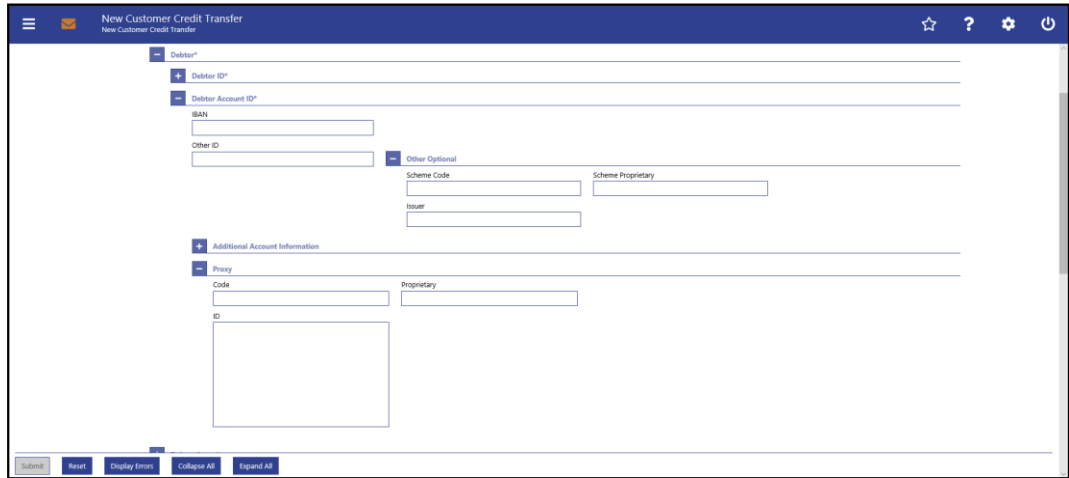 New Customer Credit Transfer
New Customer Credit Transfer
Debtor*
Debtor ID*
Debtor Account ID*
IBAN
Other ID
Other Optional
Scheme Code Scheme Proprietary
Issuer
Additional Account Information
Proxy
Code Proprietary
ID
Submit Reset Display Errors Collapse All Expand All